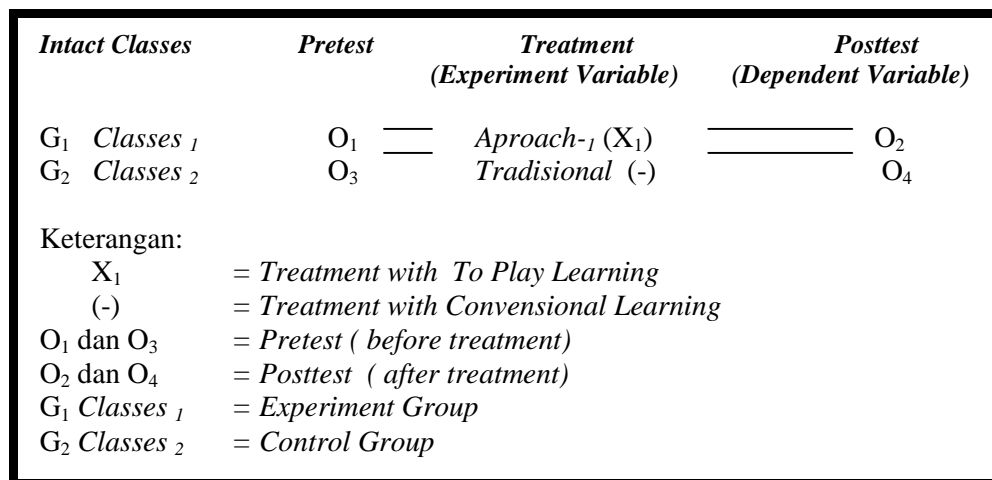 Intact Classes Pretest Treatment Posttest
(Experiment Variable) (Dependent Variable)
G₁ Classes ₁ O₁ Aproach-₁ (X₁) O₂
G₂ Classes ₂ O₃ Tradisional (-) O₄
Keterangan:
X₁ = Treatment with To Play Learning
(-) = Treatment with Convensional Learning
O₁ dan O₃ = Pretest ( before treatment)
O₂ dan O₄ = Posttest ( after treatment)
G₁ Classes ₁ = Experiment Group
G₂ Classes ₂ = Control Group